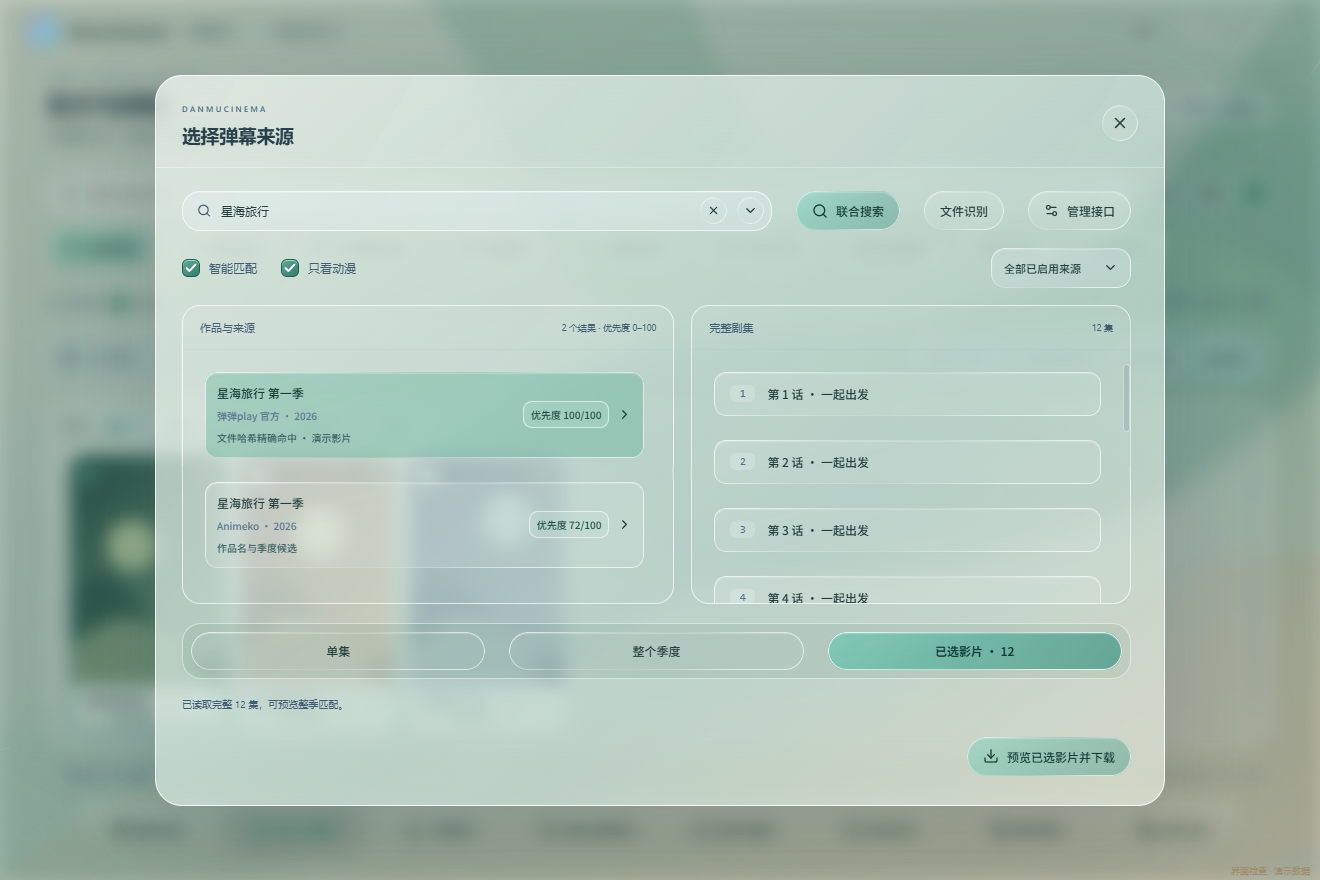 DANMUCINEMA
选择弹幕来源
星海旅行
联合搜索
文件识别
管理接口
智能匹配
只看动漫
全部已启用来源
作品与来源
2 个结果 · 优先度 0–100
星海旅行 第一季
弹弹play 官方 · 2026
文件哈希精确命中 · 演示影片
优先度 100/100
星海旅行 第一季
Animeko · 2026
作品名与季度候选
优先度 72/100
完整剧集
12 集
1 第 1 话 · 一起出发
2 第 2 话 · 一起出发
3 第 3 话 · 一起出发
4 第 4 话 · 一起出发
单集
整个季度
已选影片 · 12
已读取完整 12 集，可预览整季匹配。
预览已选影片并下载
界面检查 · 演示数据